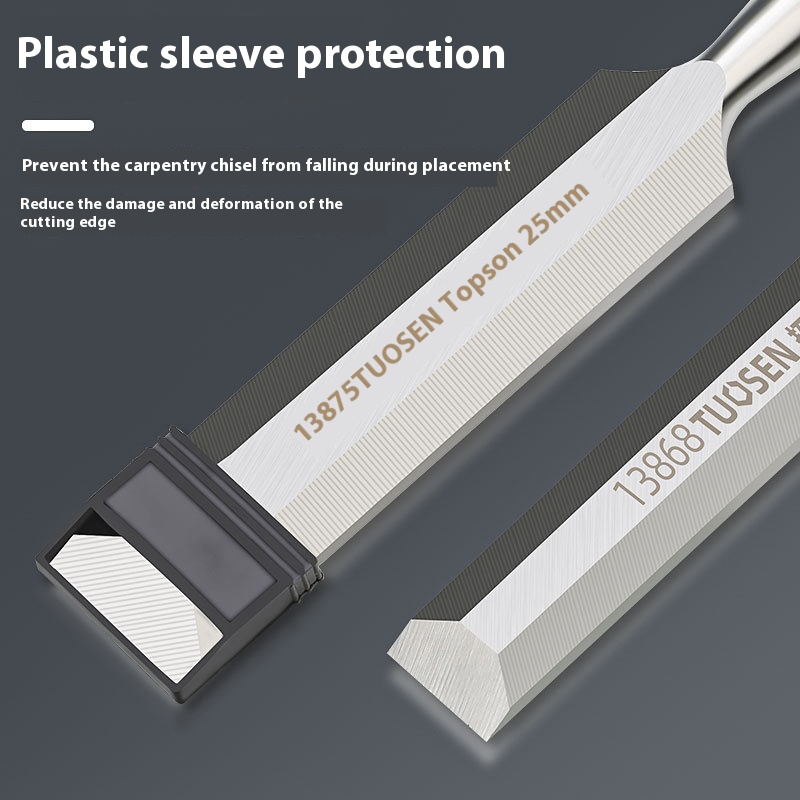 Plastic sleeve protection
Prevent the carpentry chisel from falling during placement
Reduce the damage and deformation of the
cutting edge
13875TUOSEN Topson 25mm
13868TUOSEN